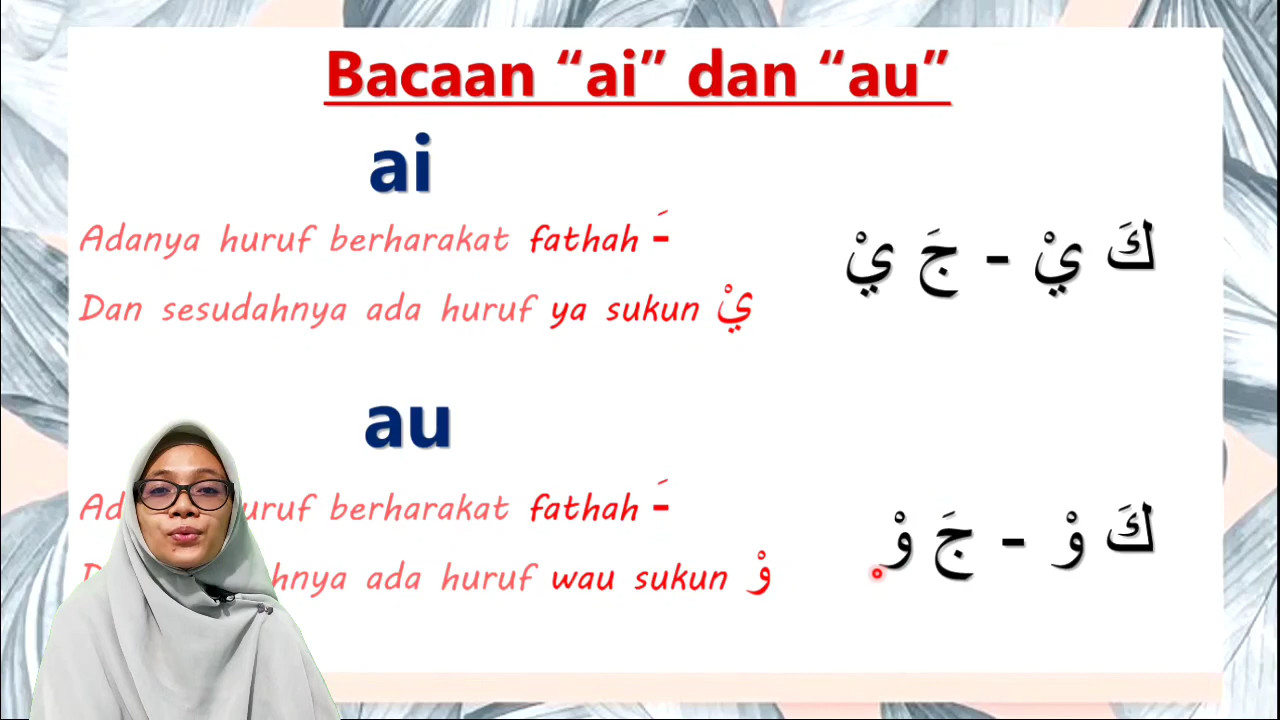 Bacaan “ai” dan “au”
ai
Adanya huruf berharakat fathah -َ
Dan sesudahnya ada huruf ya sukun يْ
كَ يْ - جَ يْ
au
huruf berharakat fathah -َ
ada huruf wau sukun وْ
كَ وْ - جَ وْ